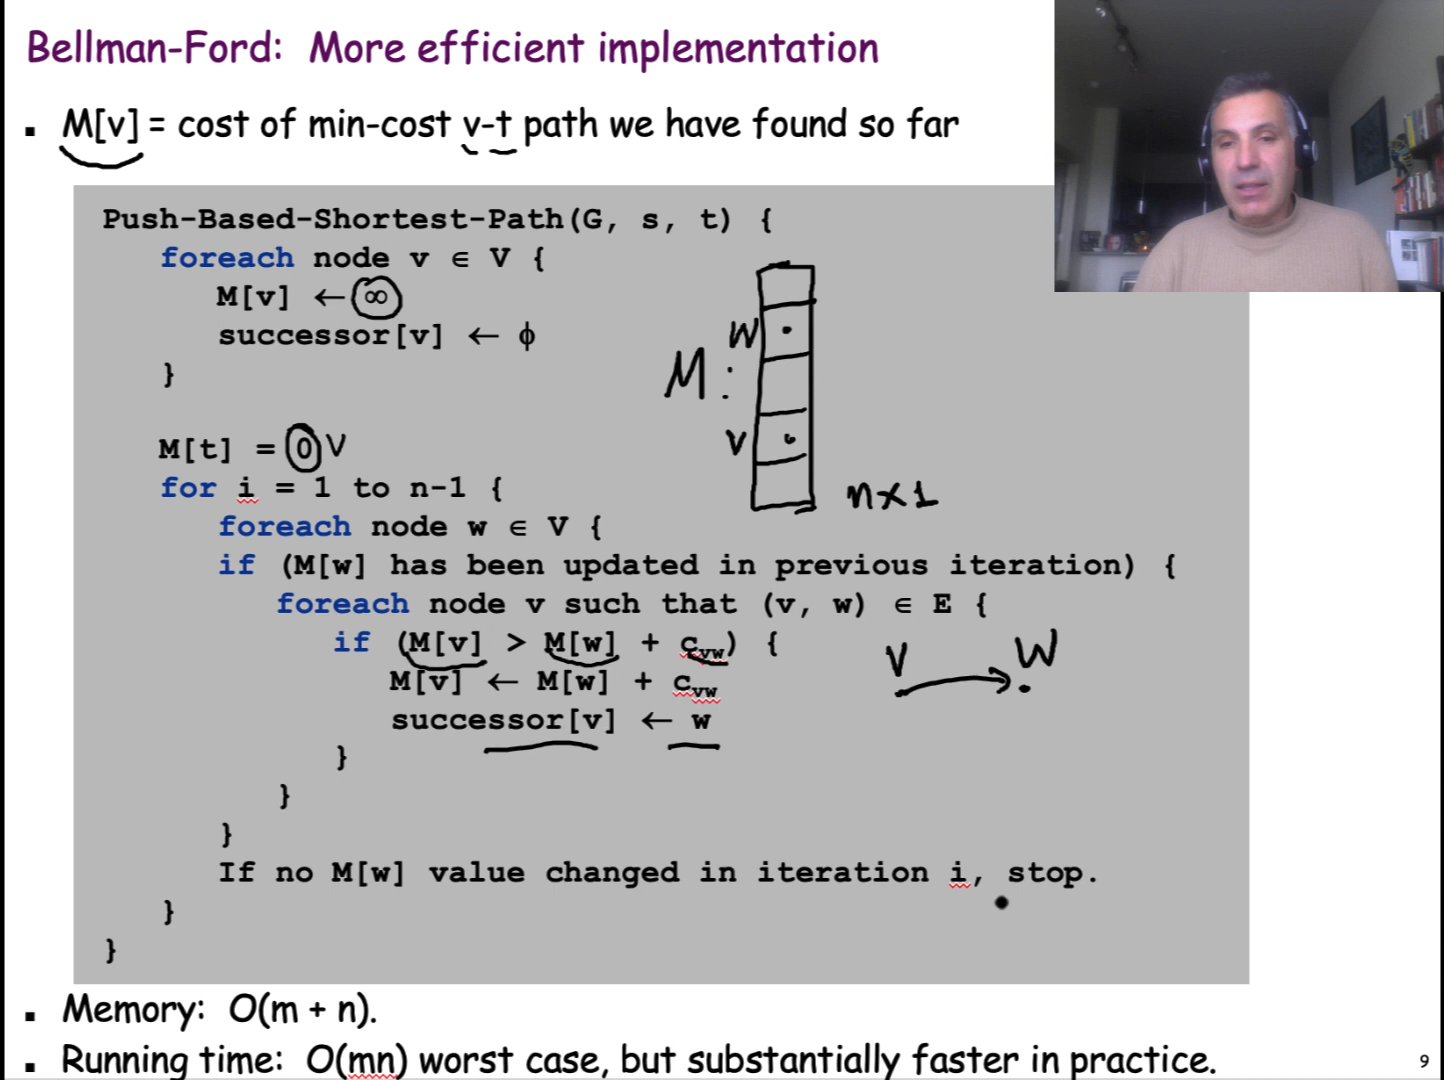 Bellman-Ford: More efficient implementation
▪ M[v] = cost of min-cost v-t path we have found so far
Push-Based-Shortest-Path(G, s, t) {
foreach node v ∈ V {
M[v] ← ∞
successor[v] ← ϕ
}
M[t] = 0 V
for i = 1 to n-1 {
foreach node w ∈ V {
if (M[w] has been updated in previous iteration) {
foreach node v such that (v, w) ∈ E {
if (M[v] > M[w] + cvw) {
M[v] ← M[w] + cvw
successor[v] ← w
}
}
}
If no M[w] value changed in iteration i, stop.
}
}
W
M :
V
n×1
V W
▪ Memory: O(m + n).
▪ Running time: O(mn) worst case, but substantially faster in practice.
9